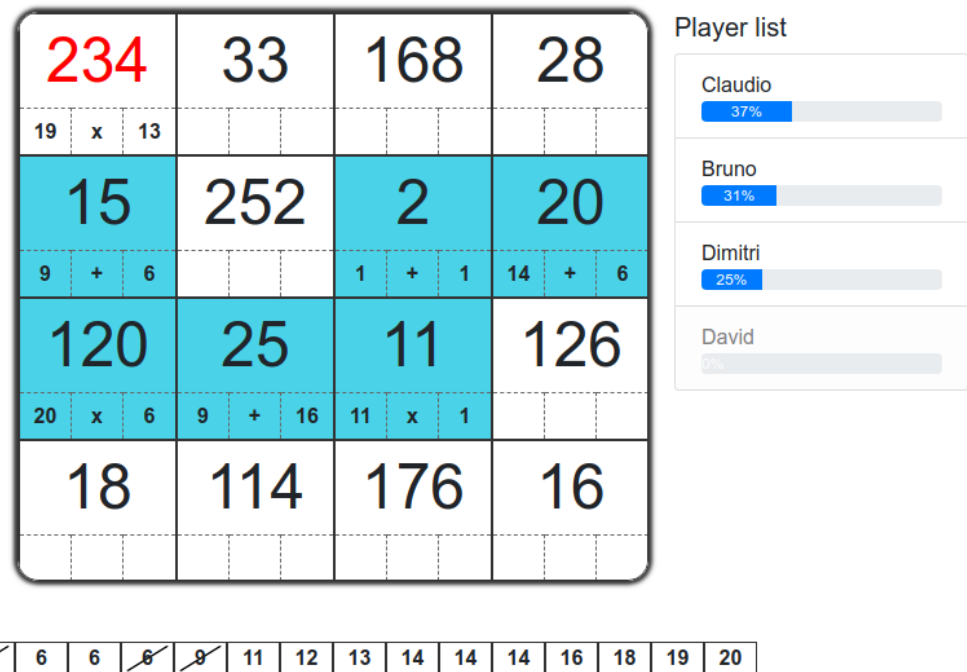 234 33 168 28
19 x 13
15 252 2 20
9 + 6 1 + 1 14 + 6
120 25 11 126
20 x 6 9 + 16 11 x 1
18 114 176 16
6 6 6 9 11 12 13 14 14 14 16 18 19 20
Player list
Claudio
37%
Bruno
31%
Dimitri
25%
David
0%